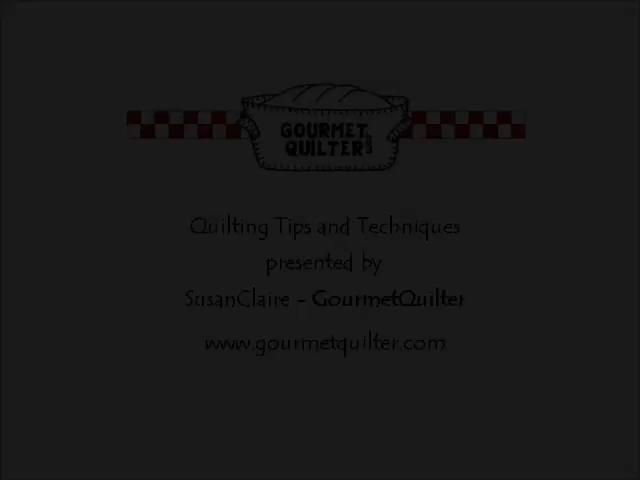 GOURMET
QUILTER
Quilting Tips and Techniques
presented by
SusanClaire - GourmetQuilter
www.gourmetquilter.com